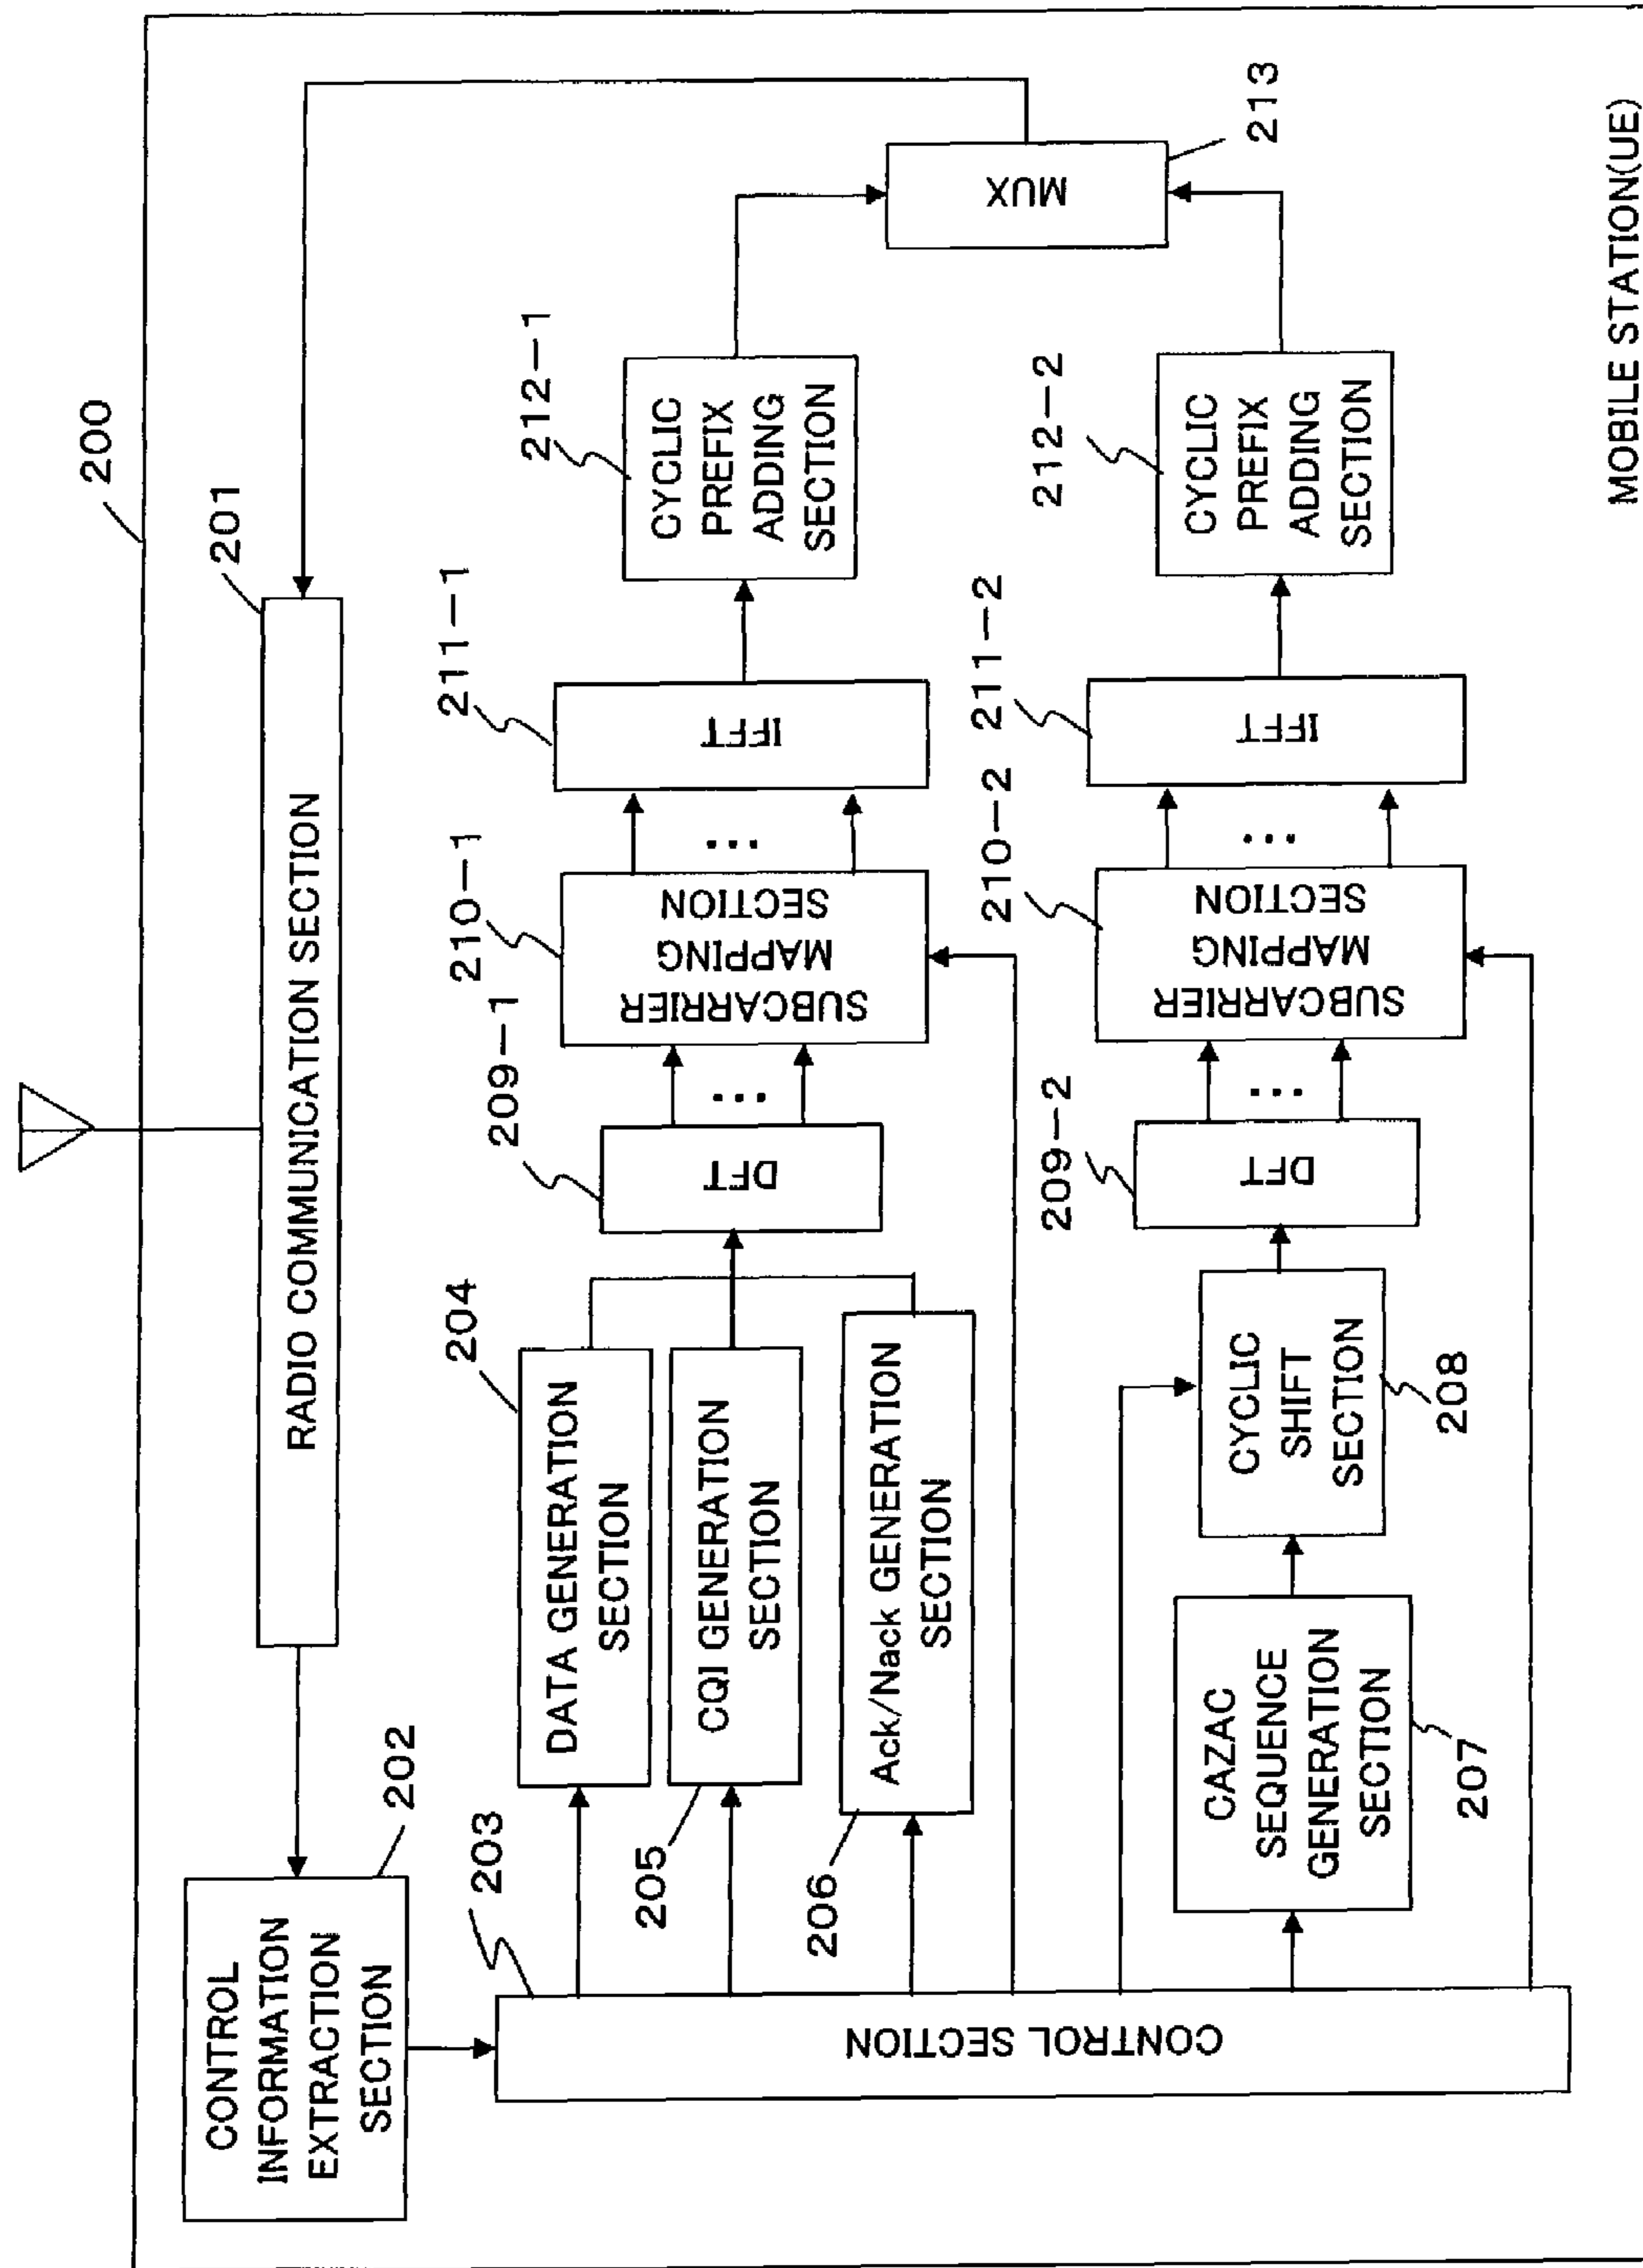 200
201
RADIO COMMUNICATION SECTION
202
CONTROL
INFORMATION
EXTRACTION
SECTION
203
CONTROL SECTION
204
DATA GENERATION
SECTION
205
CQI GENERATION
SECTION
206
Ack/Nack GENERATION
SECTION
209-1
DFT
...
210-1
SUBCARRIER
MAPPING
SECTION
...
211-1
IFFT
212-1
CYCLIC
PREFIX
ADDING
SECTION
213
MUX
CAZAC
SEQUENCE
GENERATION
SECTION
207
CYCLIC
SHIFT
SECTION
208
209-2
DFT
...
210-2
SUBCARRIER
MAPPING
SECTION
...
211-2
IFFT
212-2
CYCLIC
PREFIX
ADDING
SECTION
MOBILE STATION(UE)